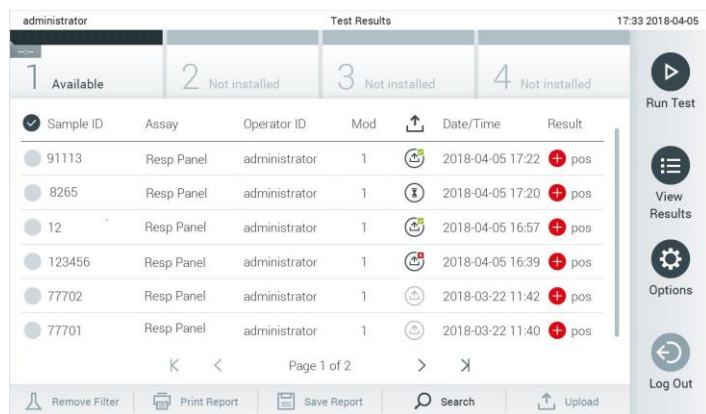 administrator Test Results 17:33 2018-04-05
--:--
1 Available 2 Not installed 3 Not installed 4 Not installed
Run Test
Sample ID Assay Operator ID Mod Date/Time Result
91113 Resp Panel administrator 1 2018-04-05 17:22 pos
8265 Resp Panel administrator 1 2018-04-05 17:20 pos
View
Results
12 Resp Panel administrator 1 2018-04-05 16:57 pos
123456 Resp Panel administrator 1 2018-04-05 16:39 pos
77702 Resp Panel administrator 1 2018-03-22 11:42 pos
Options
77701 Resp Panel administrator 1 2018-03-22 11:40 pos
Page 1 of 2
Log Out
Remove Filter Print Report Save Report Search Upload